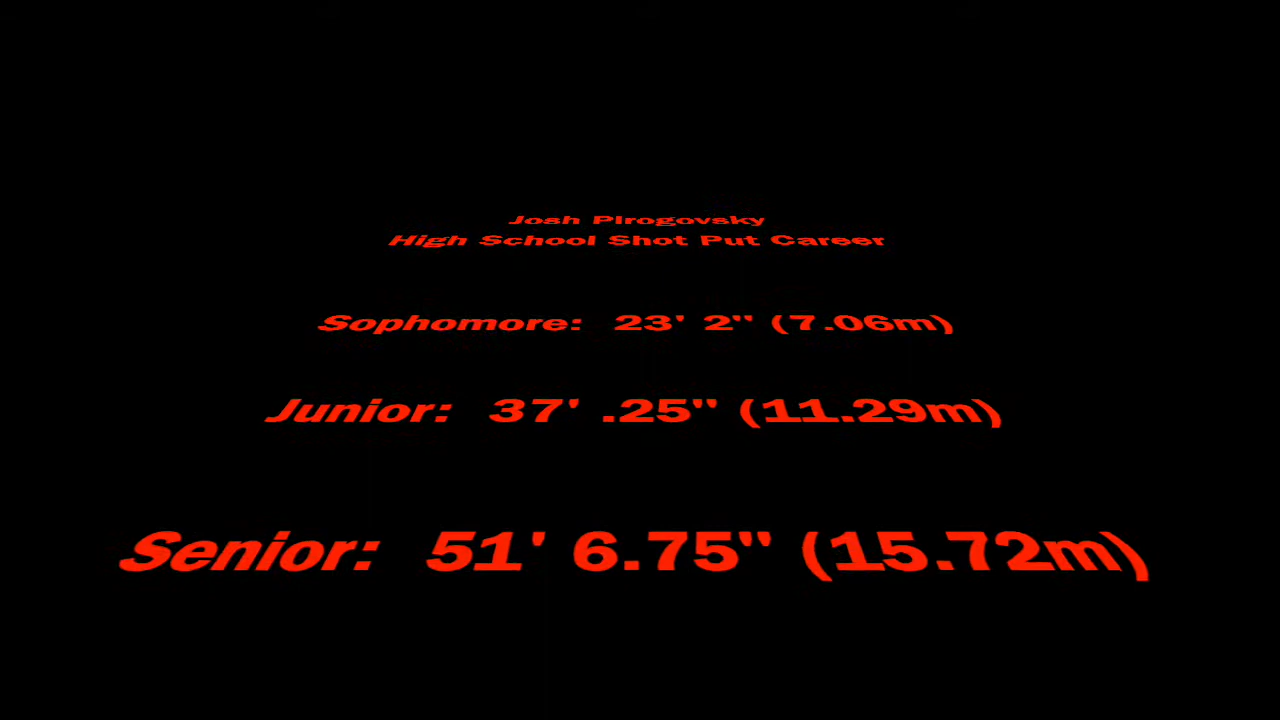 Josh Pirogovsky
High School Shot Put Career
Sophomore: 23' 2" (7.06m)
Junior: 37' .25" (11.29m)
Senior: 51' 6.75" (15.72m)